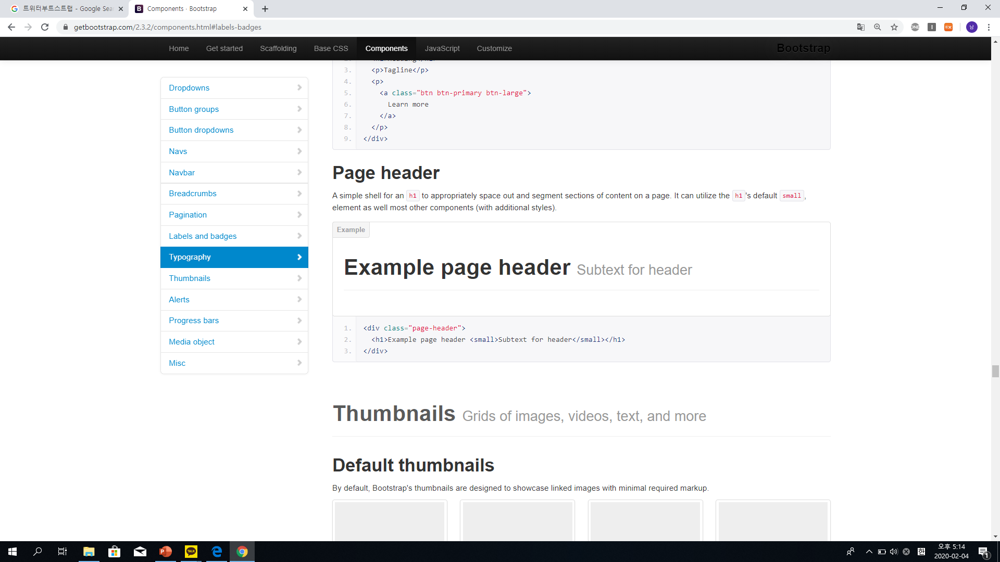 트위터부트스트랩 - Google Sea
Components · Bootstrap
getbootstrap.com/2.3.2/components.html#labels-badges
ONE
남
Home
Get started
Scaffolding
Base CSS
Components
JavaScript
Customize
Bootstrap
Dropdowns
Button groups
Button dropdowns
Navs
Navbar
Breadcrumbs
Pagination
Labels and badges
Typography
Thumbnails
Alerts
Progress bars
Media object
Misc
3. <p>Tagline</p>
4. <p>
5. <a class="btn btn-primary btn-large">
6. Learn more
7. </a>
8. </p>
9. </div>
Page header
A simple shell for an h1 to appropriately space out and segment sections of content on a page. It can utilize the h1's default small,
element as well most other components (with additional styles).
Example
Example page header Subtext for header
1. <div class="page-header">
2. <h1>Example page header <small>Subtext for header</small></h1>
3. </div>
Thumbnails Grids of images, videos, text, and more
Default thumbnails
By default, Bootstrap's thumbnails are designed to showcase linked images with minimal required markup.
TALK
한
오후 5:14
2020-02-04
1